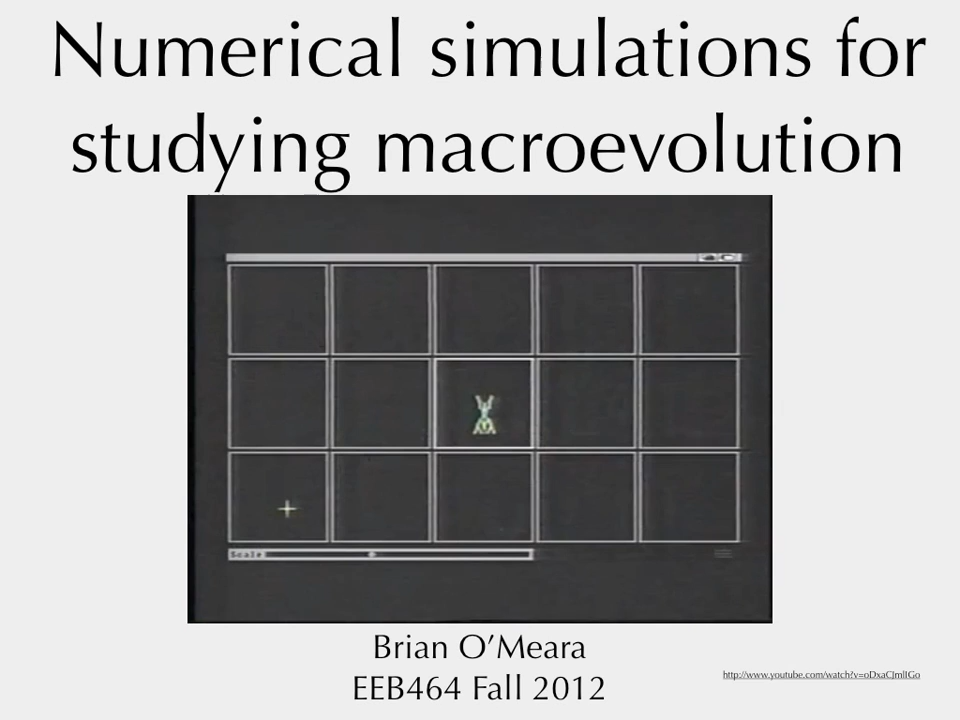 Numerical simulations for
studying macroevolution
Scale
Brian O’Meara
EEB464 Fall 2012
http://www.youtube.com/watch?v=oDxaCJmlIGo